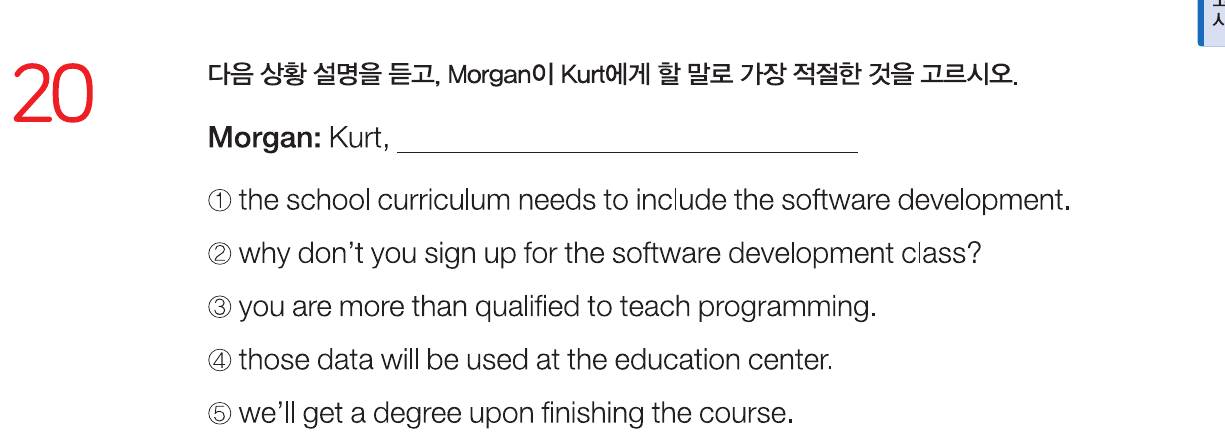 20
다음 상황 설명을 듣고, Morgan이 Kurt에게 할 말로 가장 적절한 것을 고르시오.
Morgan: Kurt, ______________________________
① the school curriculum needs to include the software development.
② why don't you sign up for the software development class?
③ you are more than qualified to teach programming.
④ those data will be used at the education center.
⑤ we'll get a degree upon finishing the course.